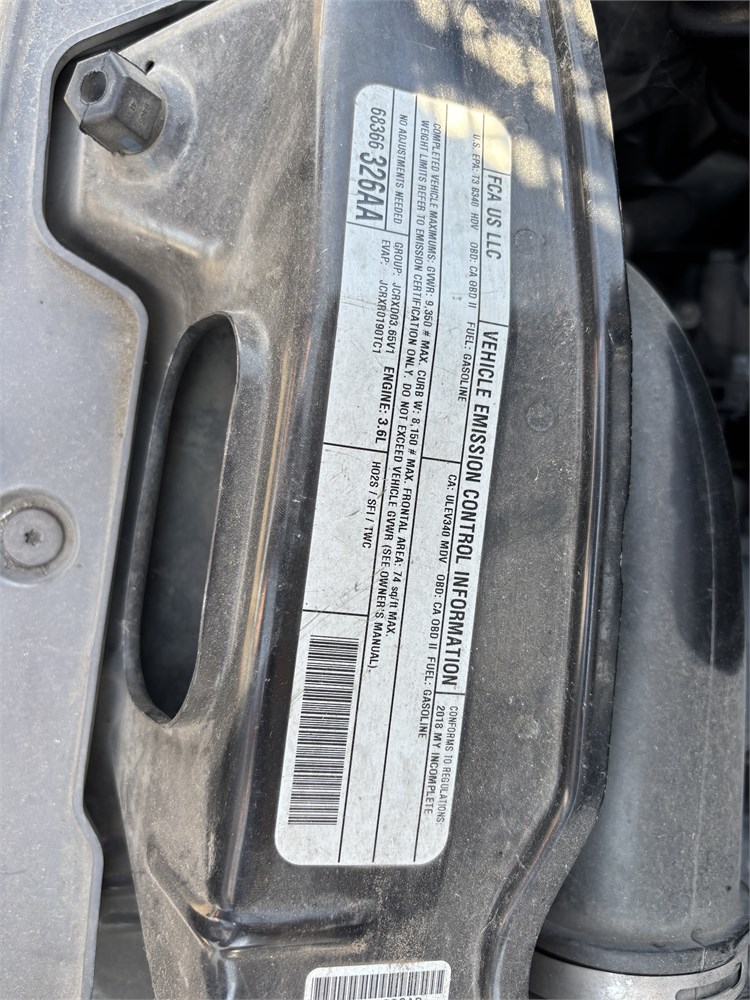 FCA US LLC
VEHICLE EMISSION CONTROL INFORMATION
CONFORMS TO REGULATIONS:
2018 MY INCOMPLETE
U.S. EPA: T3 B340 HDV OBD: CA OBD II FUEL: GASOLINE
CA: ULEV340 MDV OBD: CA OBD II FUEL: GASOLINE
COMPLETED VEHICLE MAXIMUMS: GVWR: 9,350 # MAX. CURB W: 8,150 # MAX. FRONTAL AREA: 74 sq/ft MAX.
WEIGHT LIMITS REFER TO EMISSION CERTIFICATION ONLY. DO NOT EXCEED VEHICLE GVWR (SEE OWNER'S MANUAL).
NO ADJUSTMENTS NEEDED
68366 326AA
GROUP: JCRXD03.65V1 ENGINE: 3.6L
EVAP: JCRXR0190TC1
HO2S / SFI / TWC